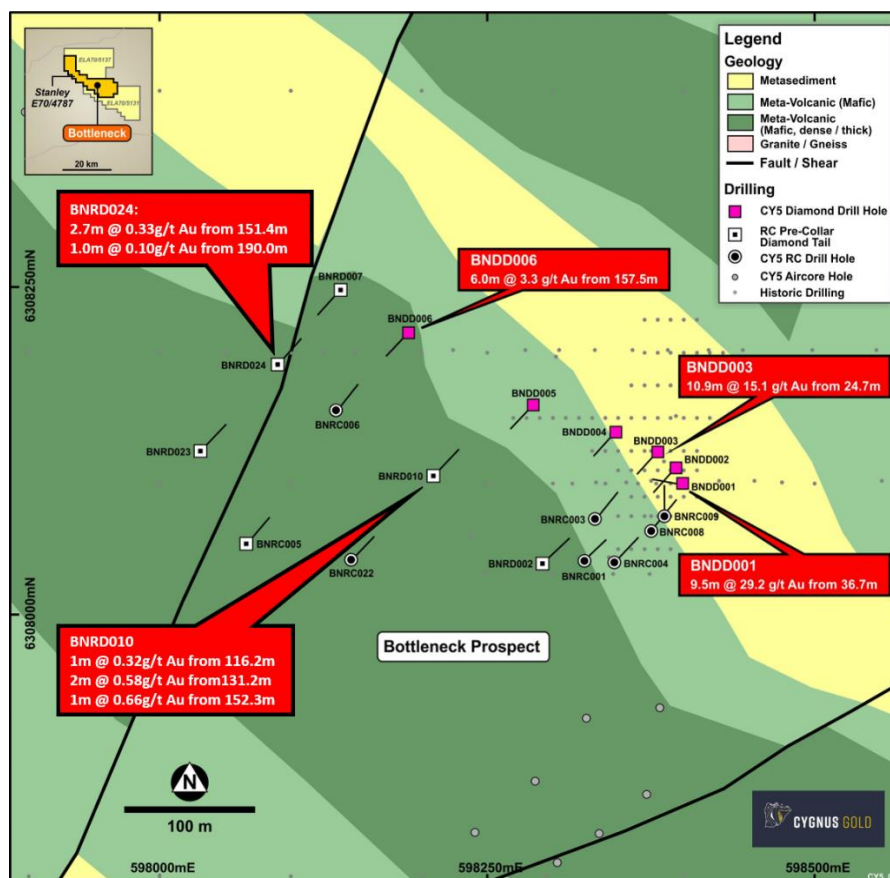 ELA70/5137
Stanley
E70/4787
ELA70/5131
Bottleneck
20 km
Legend
Geology
Metasediment
Meta-Volcanic (Mafic)
Meta-Volcanic
(Mafic, dense / thick)
Granite / Gneiss
Fault / Shear
Drilling
CY5 Diamond Drill Hole
RC Pre-Collar
Diamond Tail
CY5 RC Drill Hole
CY5 Aircore Hole
Historic Drilling
BNRD024:
2.7m @ 0.33g/t Au from 151.4m
1.0m @ 0.10g/t Au from 190.0m
BNDD006
6.0m @ 3.3 g/t Au from 157.5m
6308250mN
BNRD007
BNDD006
BNRD024
BNDD003
10.9m @ 15.1 g/t Au from 24.7m
BNDD005
BNRC006
BNDD004
BNDD003
BNRD023
BNDD002
BNRD010
BNDD001
BNRC003
BNRC009
BNRC008
BNRC005
BNRC022
BNRD002
BNRC001
BNRC004
BNDD001
9.5m @ 29.2 g/t Au from 36.7m
6308000mN
BNRD010
1m @ 0.32g/t Au from 116.2m
2m @ 0.58g/t Au from131.2m
1m @ 0.66g/t Au from 152.3m
Bottleneck Prospect
N
100 m
CYGNUS GOLD
598000mE
598250mE
598500mE